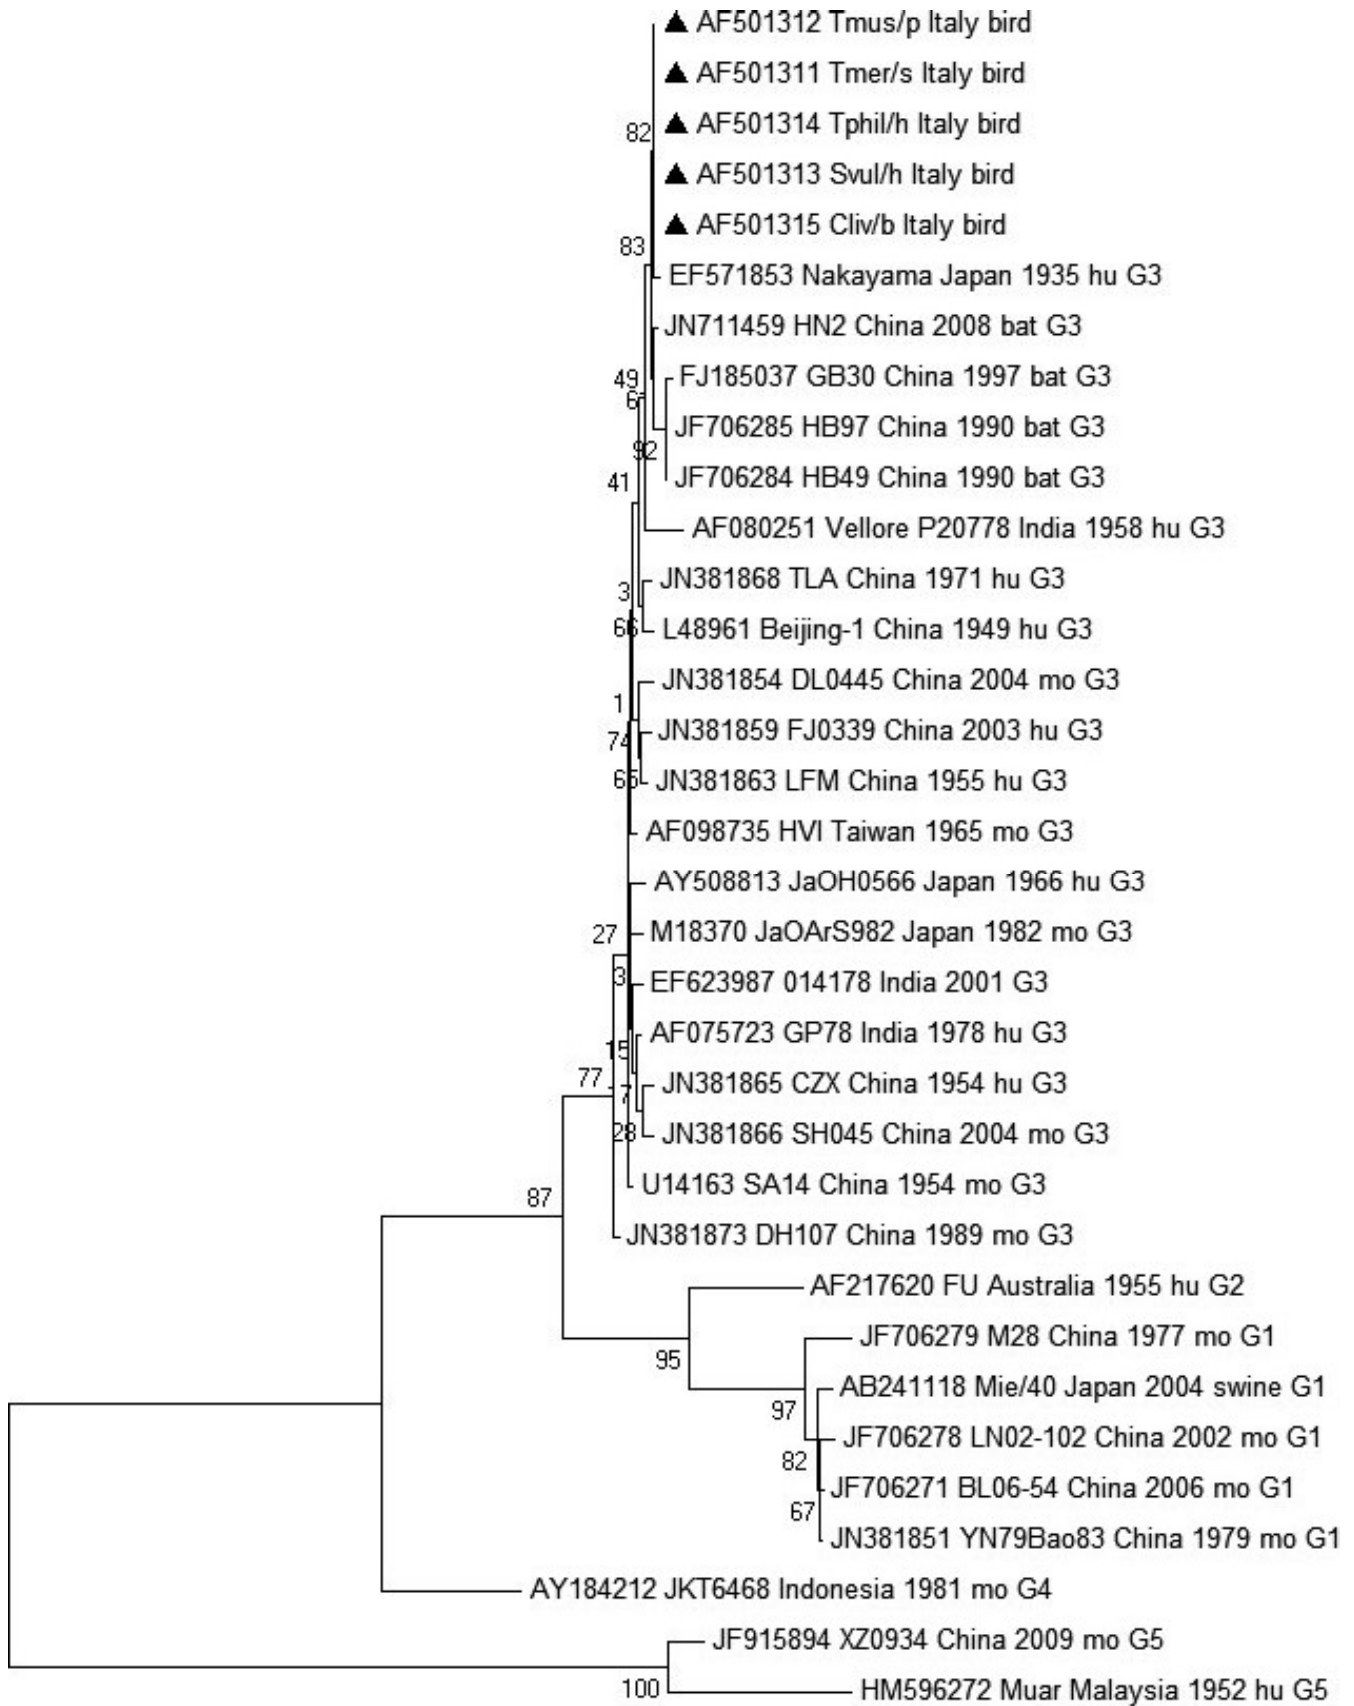 ▲ AF501312 Tmus/p Italy bird
▲ AF501311 Tmer/s Italy bird
82
▲ AF501314 Tphil/h Italy bird
▲ AF501313 Svul/h Italy bird
▲ AF501315 Cliv/b Italy bird
83
EF571853 Nakayama Japan 1935 hu G3
JN711459 HN2 China 2008 bat G3
49
FJ185037 GB30 China 1997 bat G3
JF706285 HB97 China 1990 bat G3
92
41
JF706284 HB49 China 1990 bat G3
AF080251 Vellore P20778 India 1958 hu G3
JN381868 TLA China 1971 hu G3
3
66
L48961 Beijing-1 China 1949 hu G3
JN381854 DL0445 China 2004 mo G3
1
JN381859 FJ0339 China 2003 hu G3
74
65
JN381863 LFM China 1955 hu G3
AF098735 HVI Taiwan 1965 mo G3
AY508813 JaOH0566 Japan 1966 hu G3
27
M18370 JaOArS982 Japan 1982 mo G3
3
EF623987 014178 India 2001 G3
AF075723 GP78 India 1978 hu G3
15
77
JN381865 CZX China 1954 hu G3
7
28
JN381866 SH045 China 2004 mo G3
U14163 SA14 China 1954 mo G3
87
JN381873 DH107 China 1989 mo G3
AF217620 FU Australia 1955 hu G2
JF706279 M28 China 1977 mo G1
95
AB241118 Mie/40 Japan 2004 swine G1
97
JF706278 LN02-102 China 2002 mo G1
82
JF706271 BL06-54 China 2006 mo G1
67
JN381851 YN79Bao83 China 1979 mo G1
AY184212 JKT6468 Indonesia 1981 mo G4
JF915894 XZ0934 China 2009 mo G5
100
HM596272 Muar Malaysia 1952 hu G5